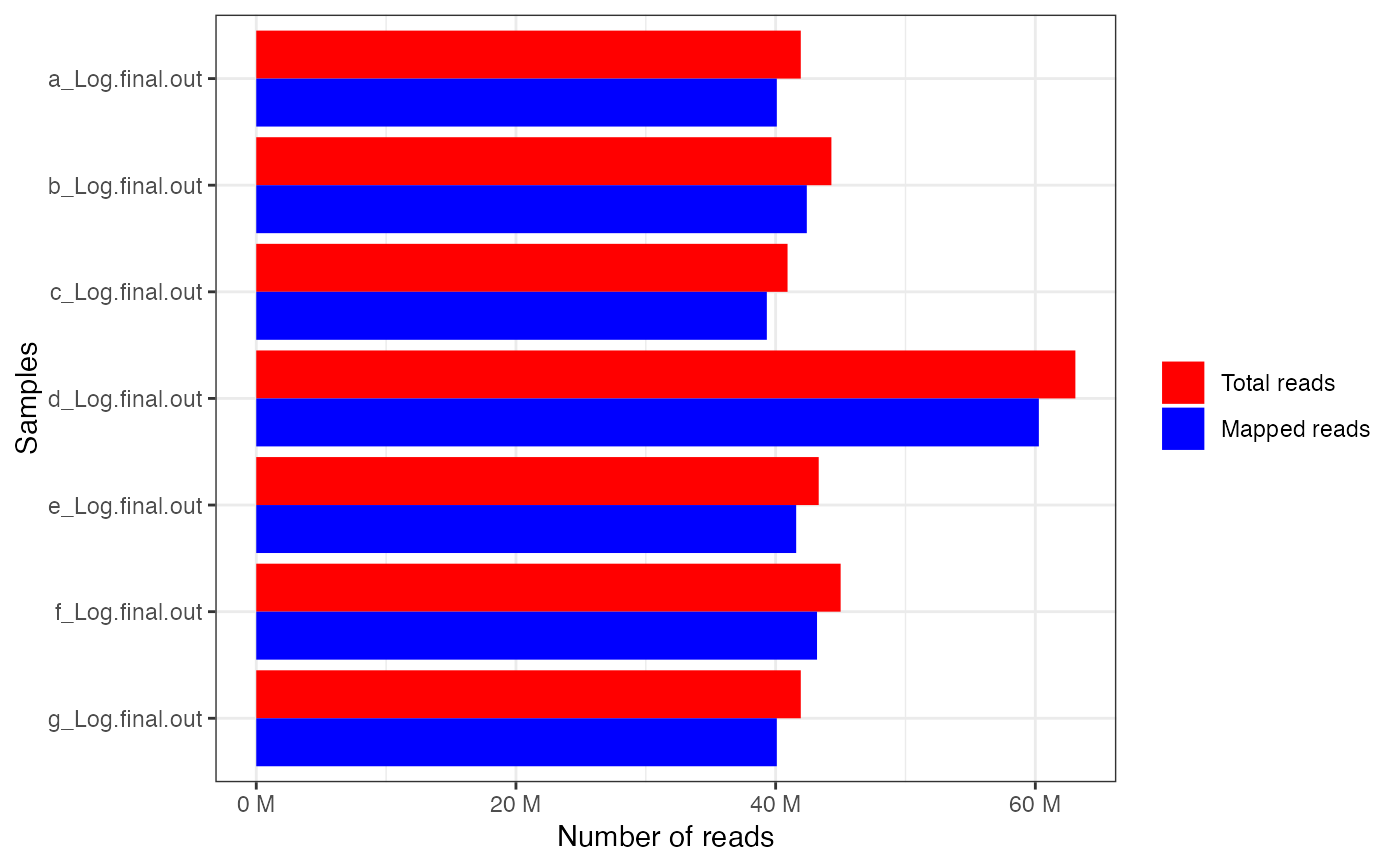 a_Log.final.out
b_Log.final.out
c_Log.final.out
d_Log.final.out
e_Log.final.out
f_Log.final.out
g_Log.final.out
Samples
0 M 20 M 40 M 60 M
Number of reads
Total reads
Mapped reads